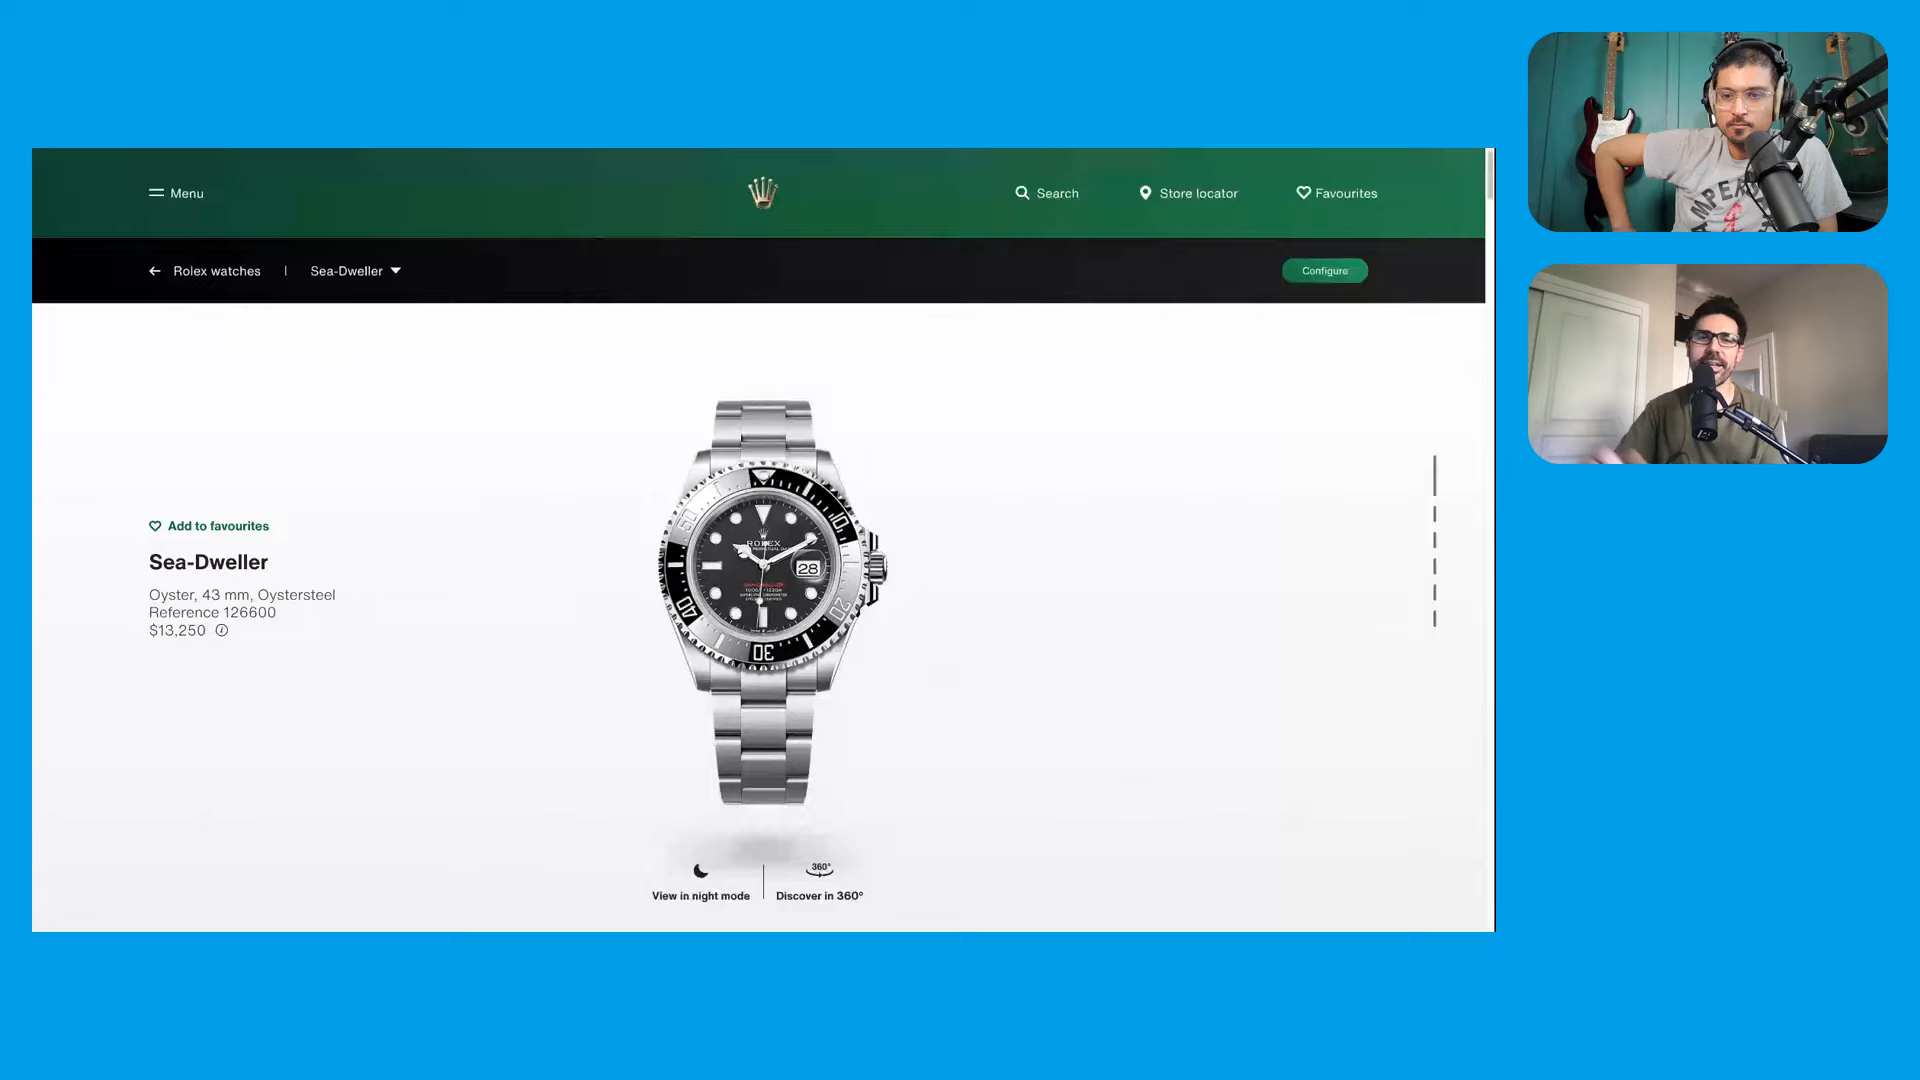 Menu
Search
Store locator
Favourites
Rolex watches | Sea-Dweller
Configure
Add to favourites
Sea-Dweller
Oyster, 43 mm, Oystersteel
Reference 126600
$13,250
10
20
30
40
50
ROLEX
28
360°
View in night mode
Discover in 360°